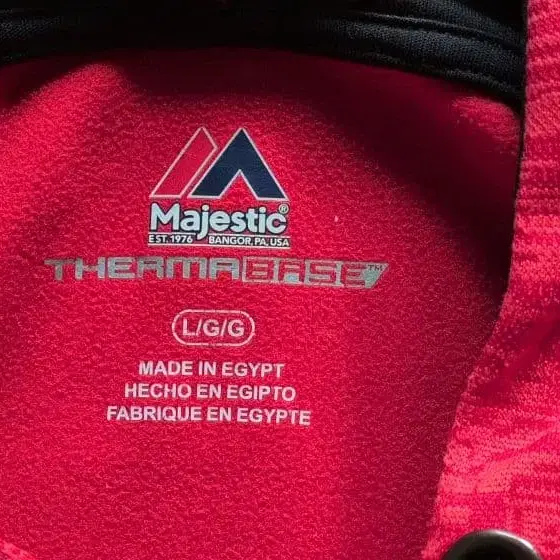 Majestic®
EST. 1976 BANGOR, PA, USA
THERMABASE™
L/G/G
MADE IN EGYPT
HECHO EN EGIPTO
FABRIQUE EN EGYPTE